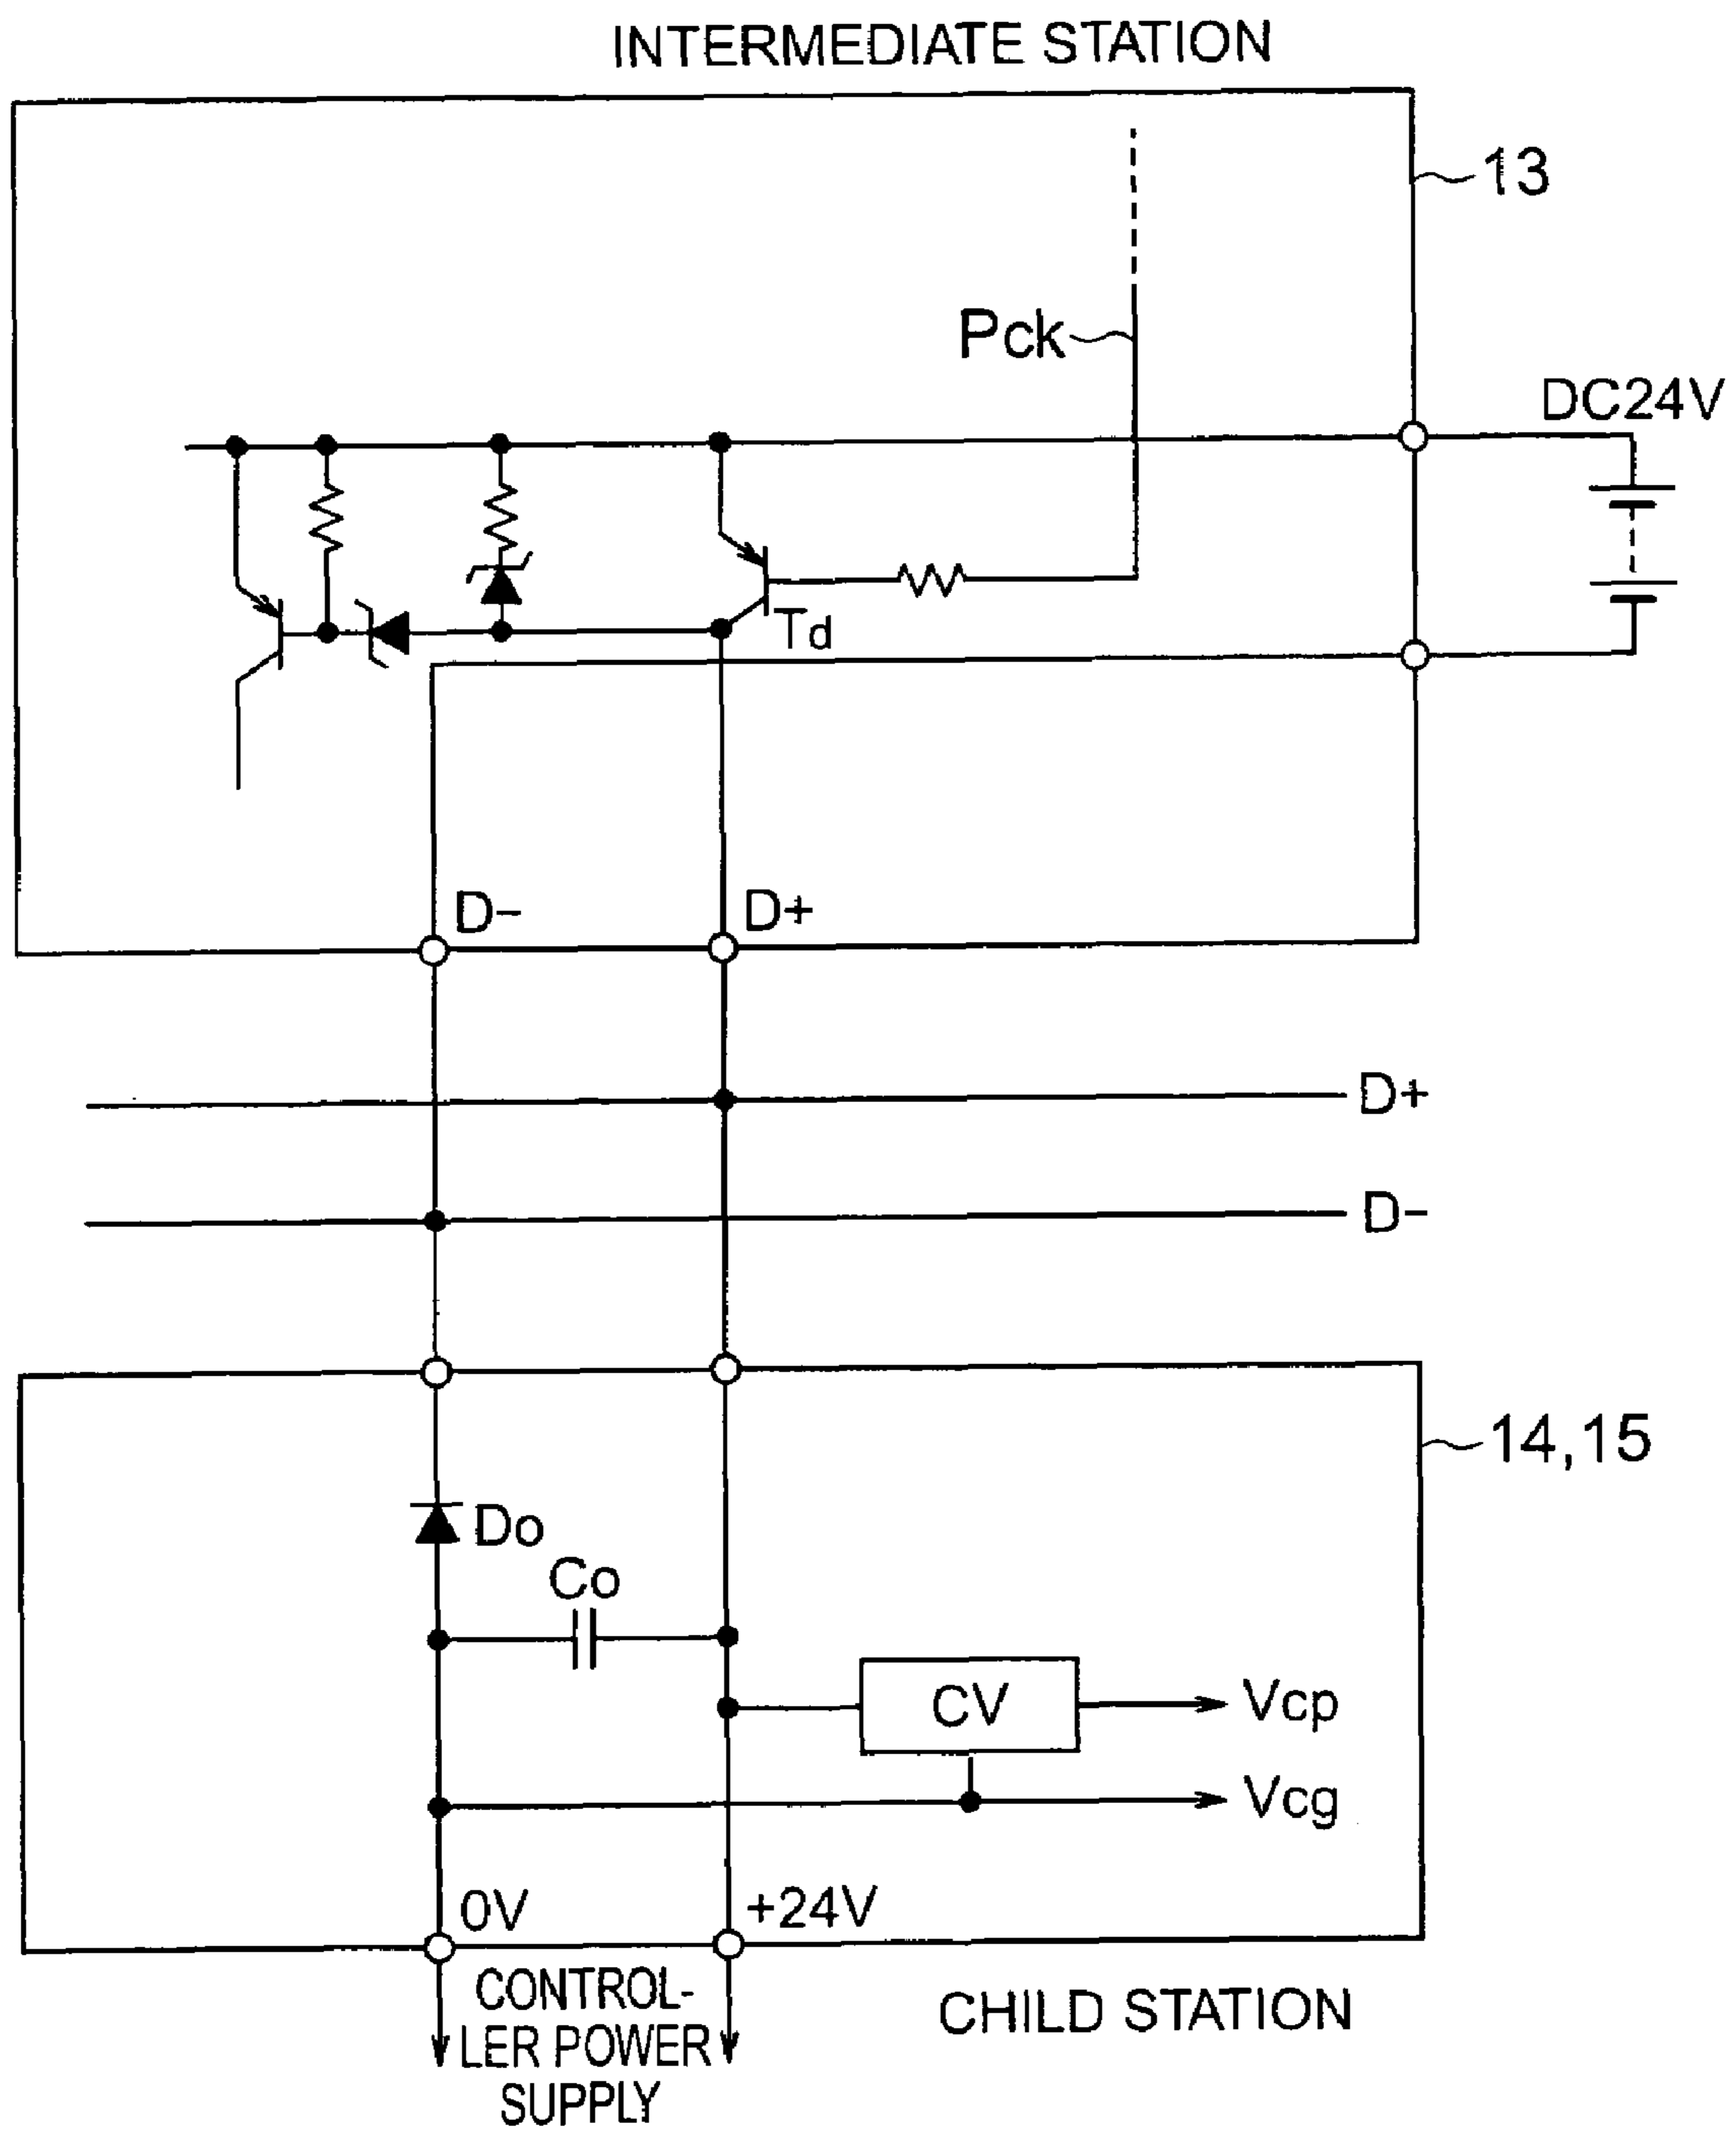 INTERMEDIATE STATION
13
Pck
DC24V
Td
D−
D+
D+
D−
14,15
Do
Co
CV
Vcp
Vcg
0V
+24V
CONTROL-
LER POWER
SUPPLY
CHILD STATION